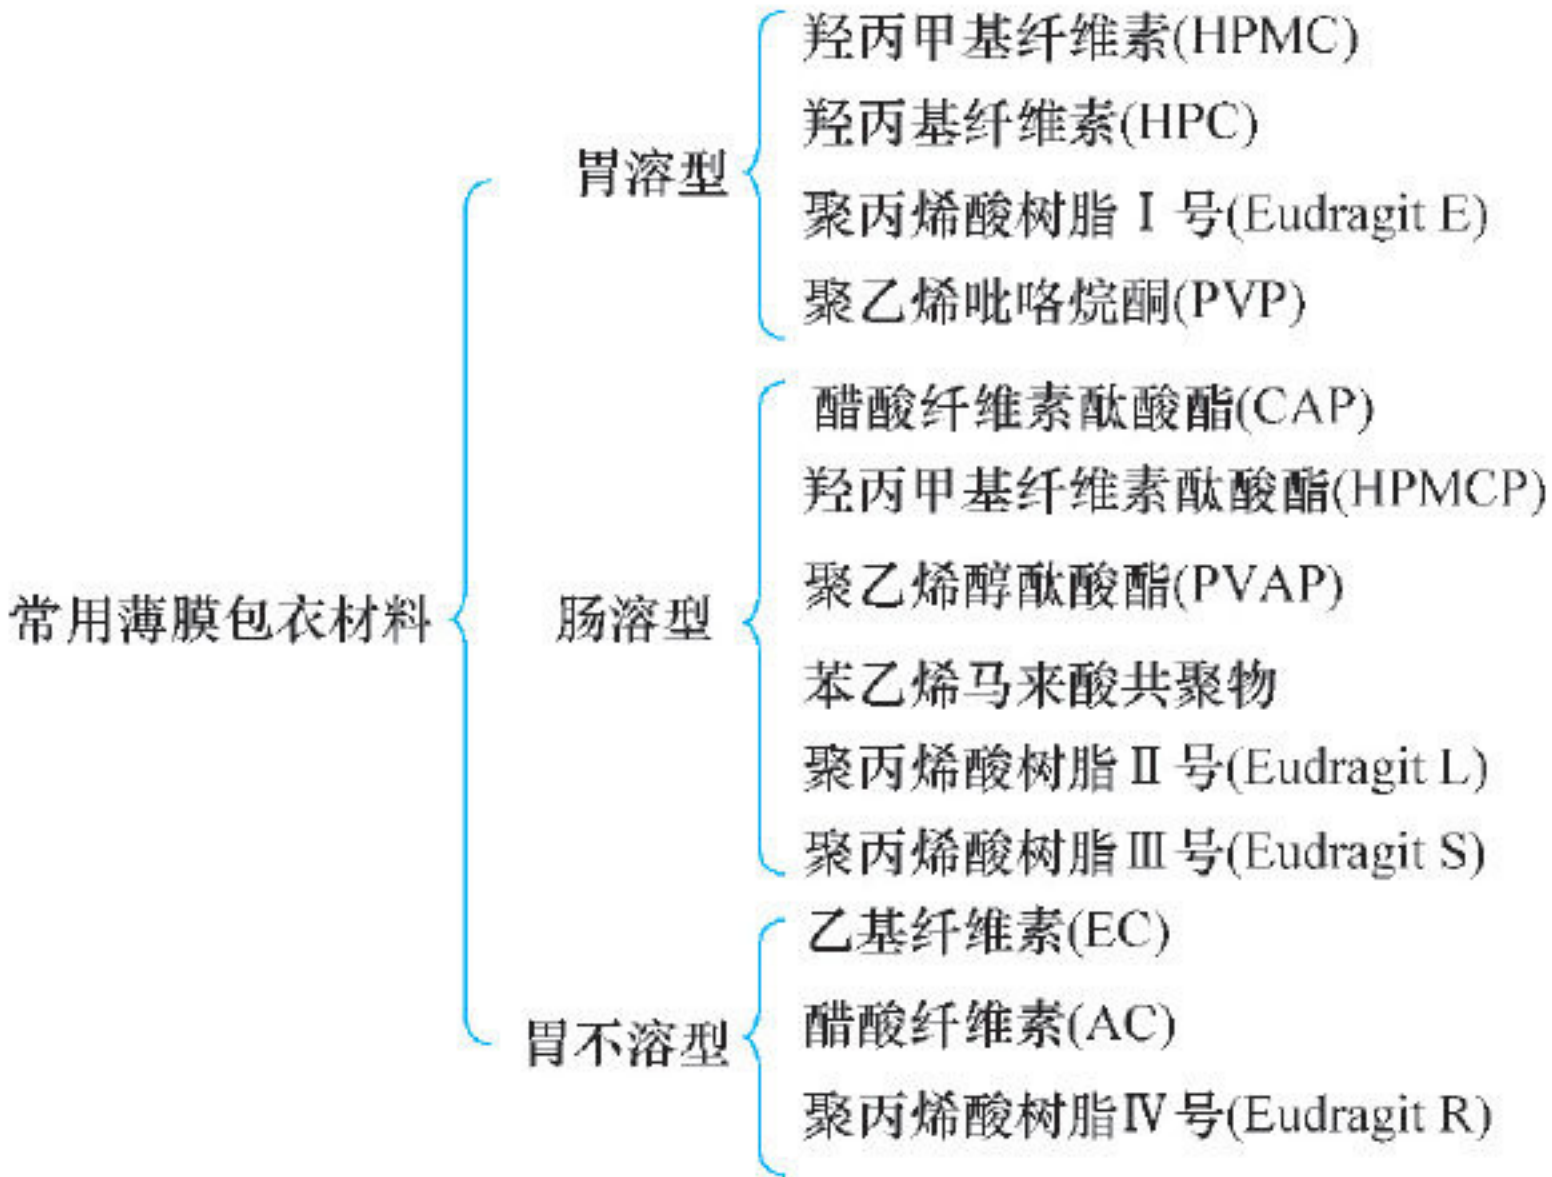 常用薄膜包衣材料
胃溶型
羟丙甲基纤维素(HPMC)
羟丙基纤维素(HPC)
聚丙烯酸树脂Ⅰ号(Eudragit E)
聚乙烯吡咯烷酮(PVP)
肠溶型
醋酸纤维素酞酸酯(CAP)
羟丙甲基纤维素酞酸酯(HPMCP)
聚乙烯醇酞酸酯(PVAP)
苯乙烯马来酸共聚物
聚丙烯酸树脂Ⅱ号(Eudragit L)
聚丙烯酸树脂Ⅲ号(Eudragit S)
胃不溶型
乙基纤维素(EC)
醋酸纤维素(AC)
聚丙烯酸树脂Ⅳ号(Eudragit R)